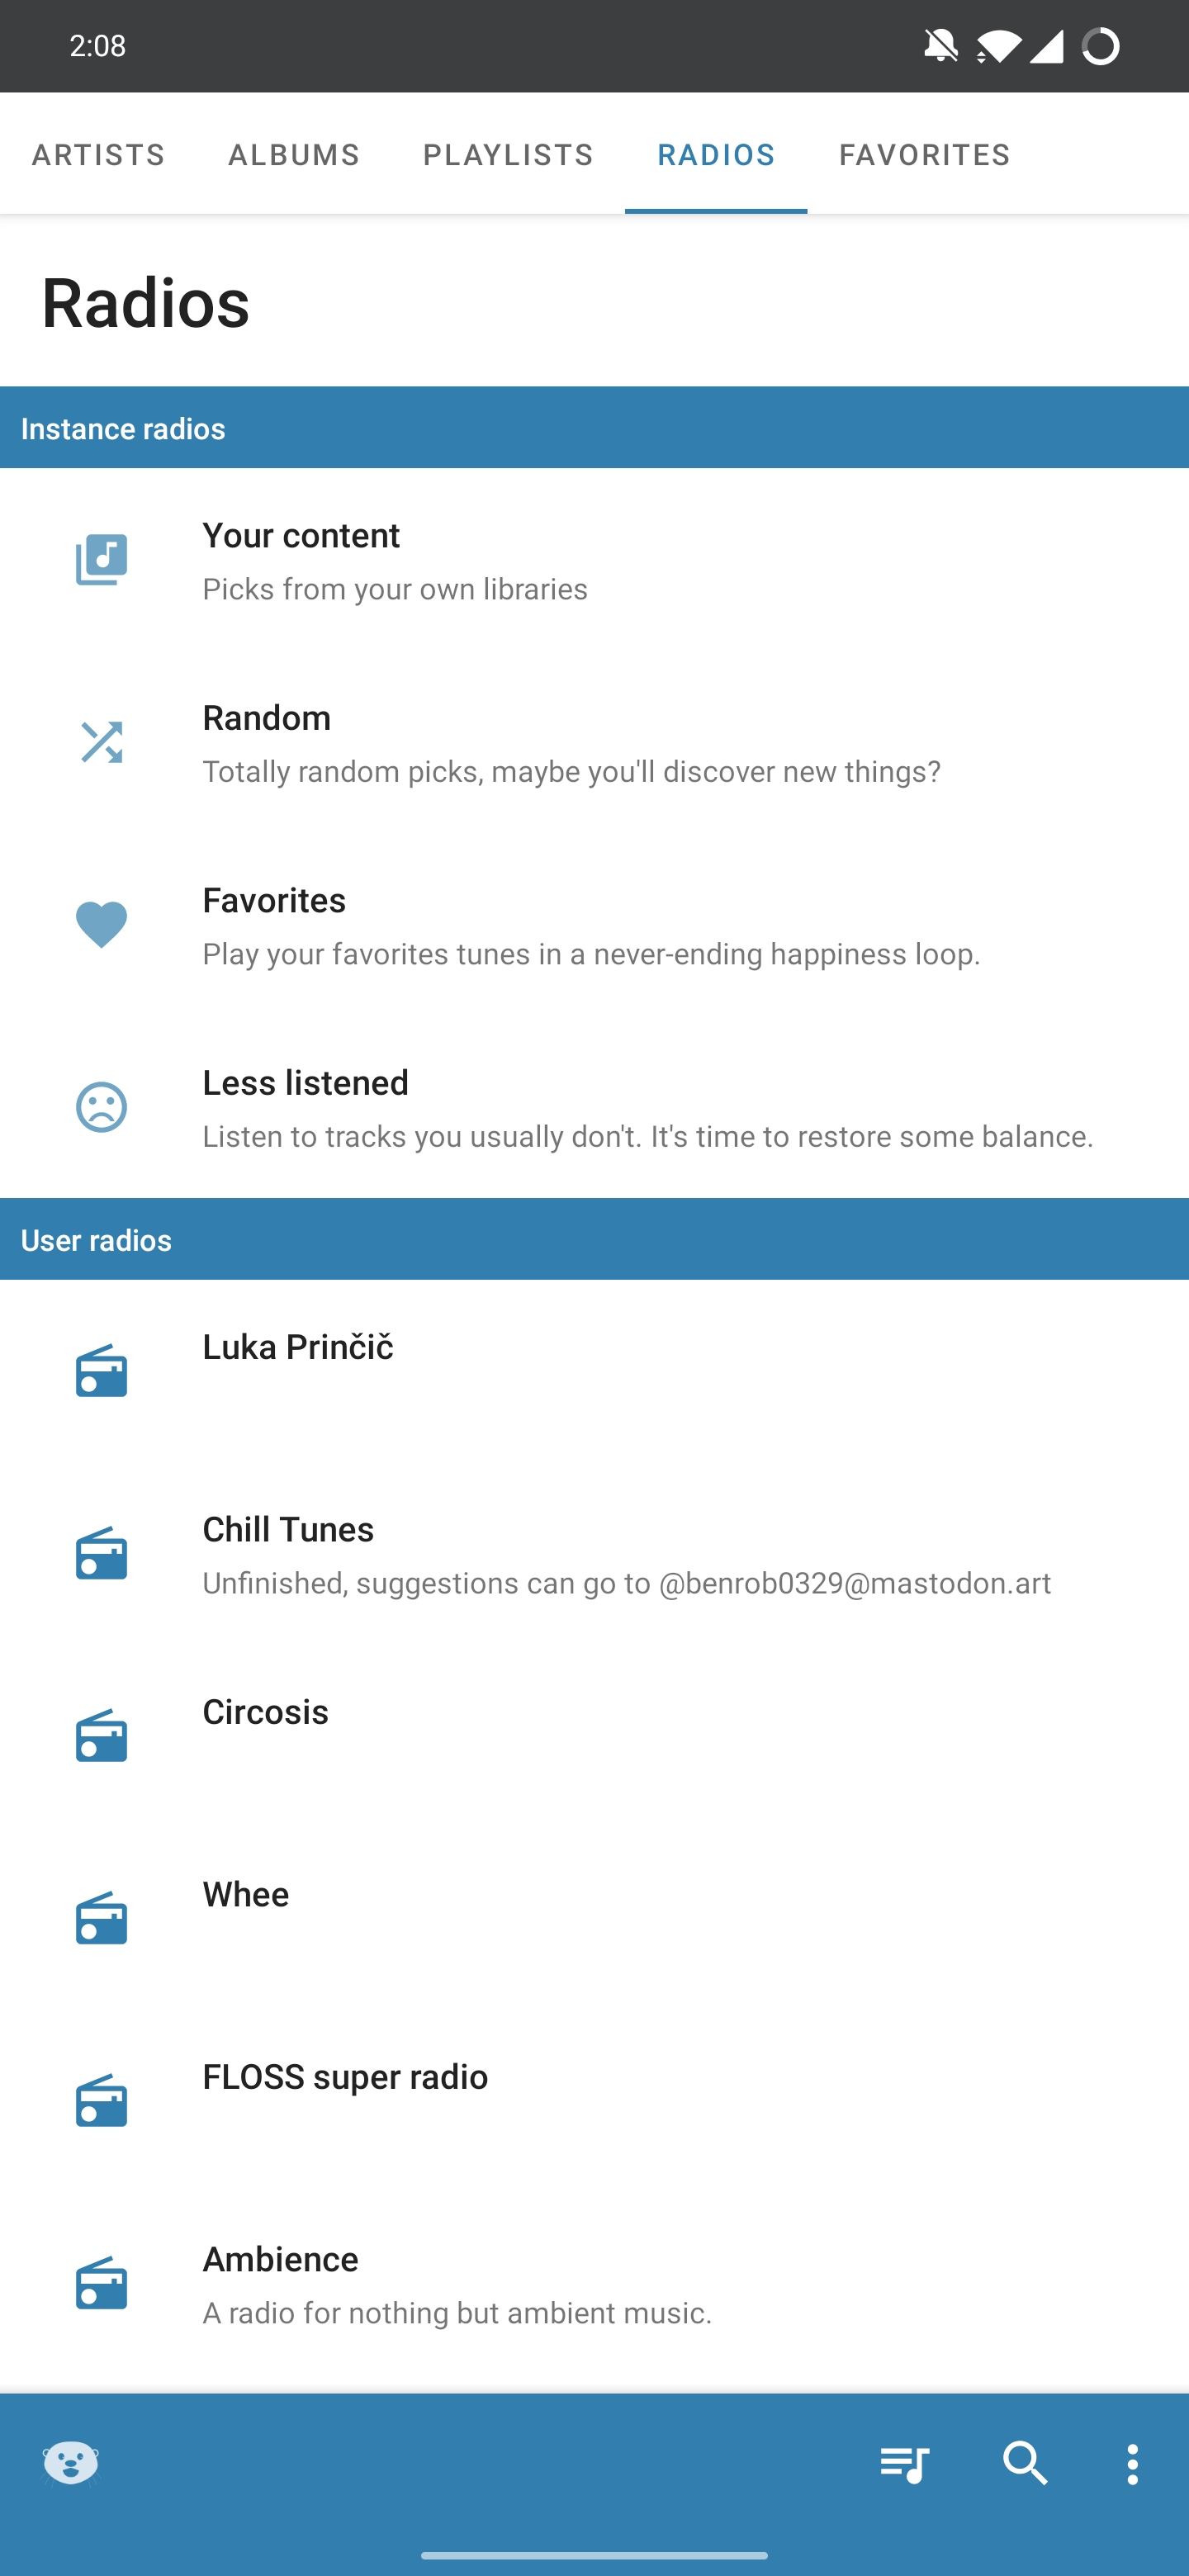 2:08
ARTISTS ALBUMS PLAYLISTS RADIOS FAVORITES
Radios
Instance radios
Your content
Picks from your own libraries
Random
Totally random picks, maybe you'll discover new things?
Favorites
Play your favorites tunes in a never-ending happiness loop.
Less listened
Listen to tracks you usually don't. It's time to restore some balance.
User radios
Luka Prinčič
Chill Tunes
Unfinished, suggestions can go to @benrob0329@mastodon.art
Circosis
Whee
FLOSS super radio
Ambience
A radio for nothing but ambient music.